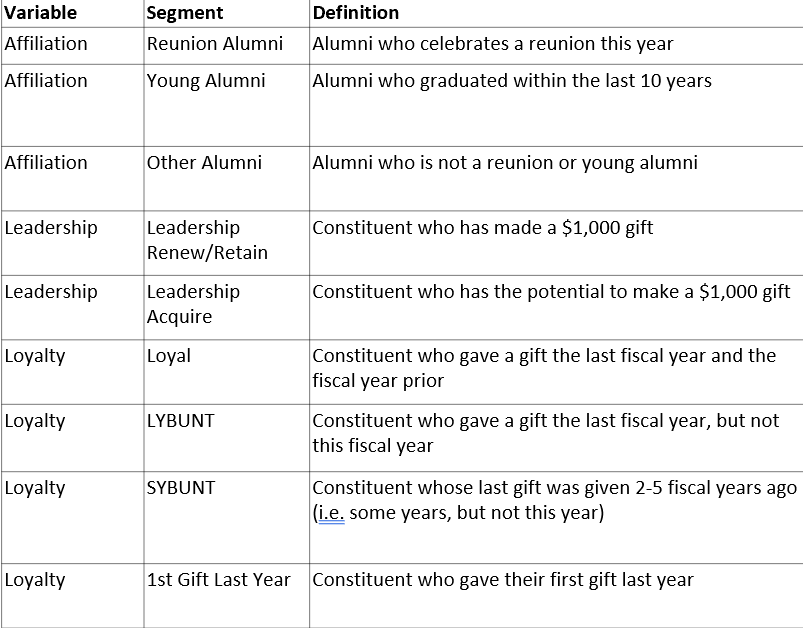 Variable Segment Definition
Affiliation Reunion Alumni Alumni who celebrates a reunion this year
Affiliation Young Alumni Alumni who graduated within the last 10 years
Affiliation Other Alumni Alumni who is not a reunion or young alumni
Leadership Leadership Constituent who has made a $1,000 gift
Renew/Retain
Leadership Leadership Constituent who has the potential to make a $1,000 gift
Acquire
Loyalty Loyal Constituent who gave a gift the last fiscal year and the
fiscal year prior
Loyalty LYBUNT Constituent who gave a gift the last fiscal year, but not
this fiscal year
Loyalty SYBUNT Constituent whose last gift was given 2-5 fiscal years ago
(i.e. some years, but not this year)
Loyalty 1st Gift Last Year Constituent who gave their first gift last year